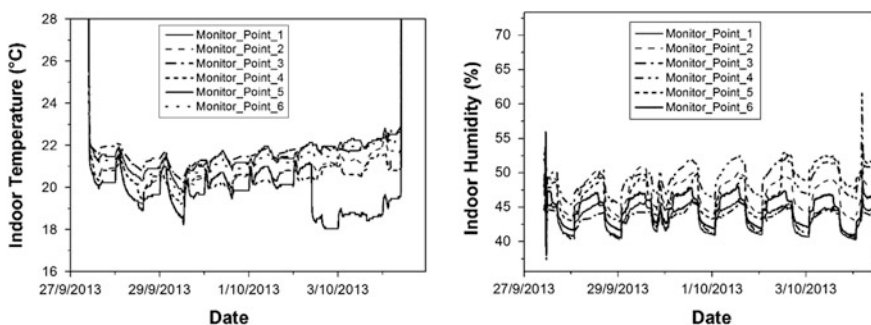 28
26
24
22
20
18
16
Indoor Temperature (°C)
Monitor_Point_1
Monitor_Point_2
Monitor_Point_3
Monitor_Point_4
Monitor_Point_5
Monitor_Point_6
27/9/2013 29/9/2013 1/10/2013 3/10/2013
Date
70
65
60
55
50
45
40
Indoor Humidity (%)
Monitor_Point_1
Monitor_Point_2
Monitor_Point_3
Monitor_Point_4
Monitor_Point_5
Monitor_Point_6
27/9/2013 29/9/2013 1/10/2013 3/10/2013
Date